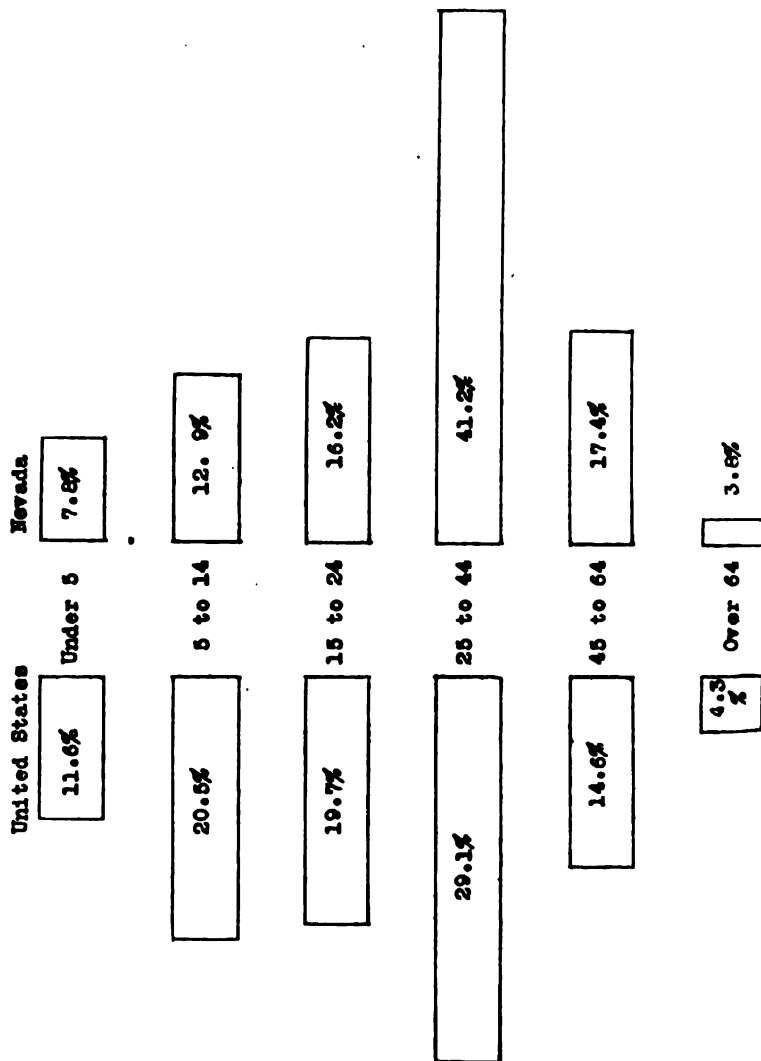 United States Nevada
11.6% Under 5 7.8%
20.5% 5 to 14 12. 9%
19.7% 15 to 24 16.2%
29.1% 25 to 44 41.2%
14.6% 45 to 64 17.4%
4.3
% Over 64 3.8%